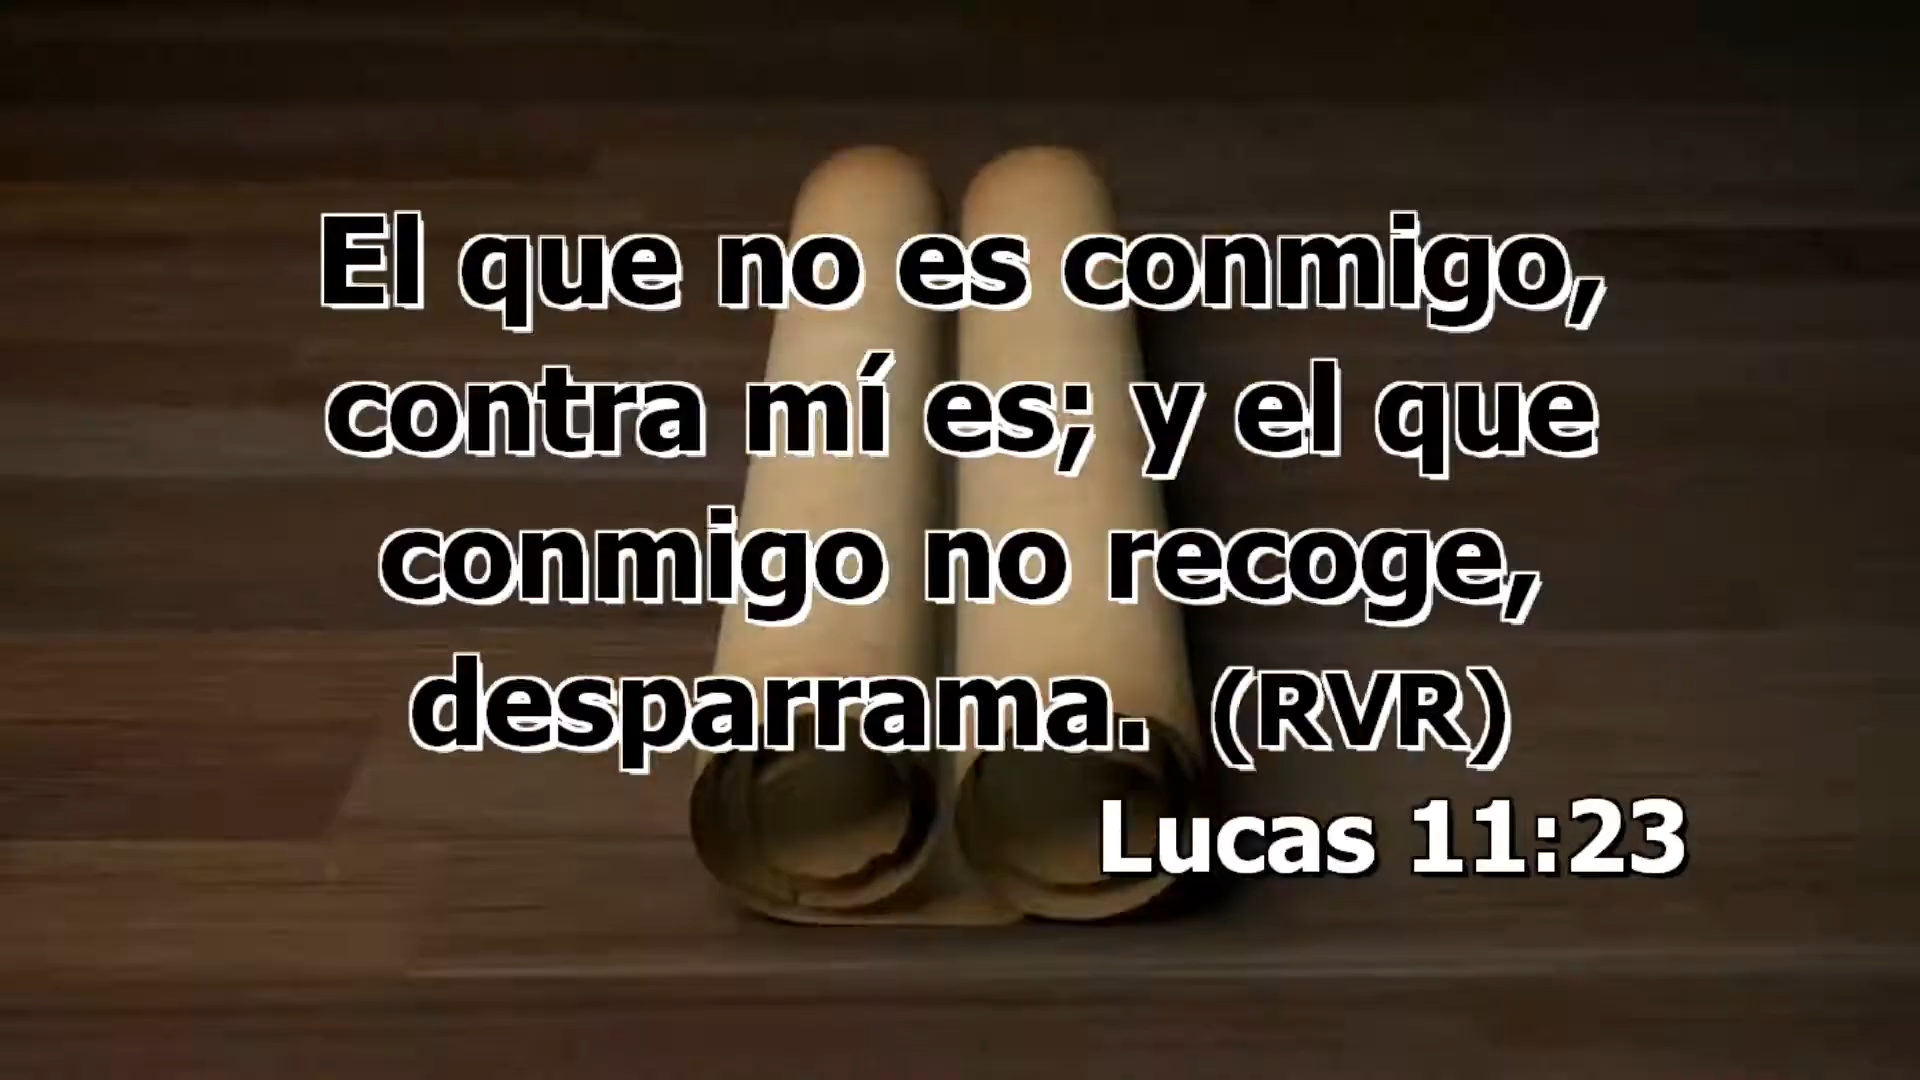 El que no es conmigo,
contra mí es; y el que
conmigo no recoge,
desparrama. (RVR)
Lucas 11:23